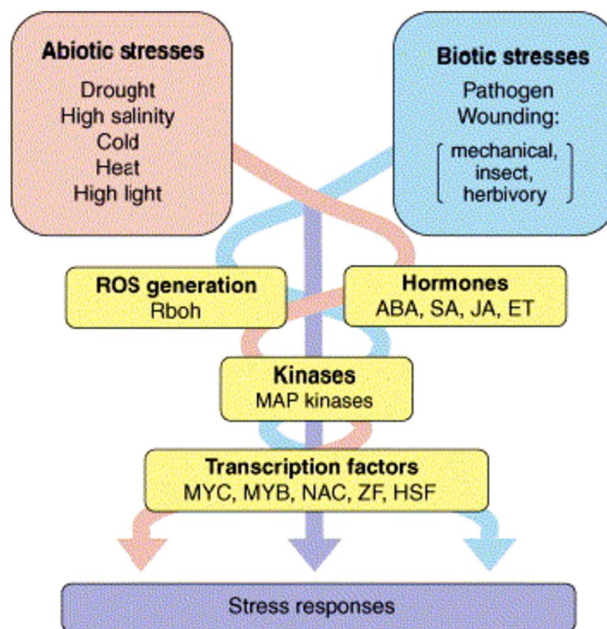 Abiotic stresses
Drought
High salinity
Cold
Heat
High light
Biotic stresses
Pathogen
Wounding:
mechanical,
insect,
herbivory
ROS generation
Rboh
Hormones
ABA, SA, JA, ET
Kinases
MAP kinases
Transcription factors
MYC, MYB, NAC, ZF, HSF
Stress responses